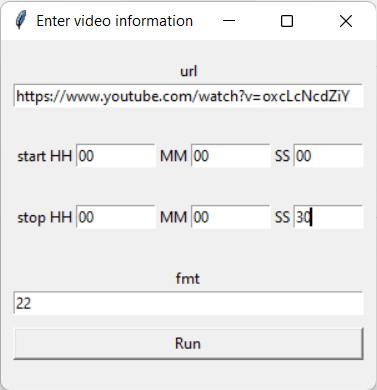 Enter video information
url
https://www.youtube.com/watch?v=oxcLcNcdZiY
start HH 00 MM 00 SS 00
stop HH 00 MM 00 SS 30
fmt
22
Run